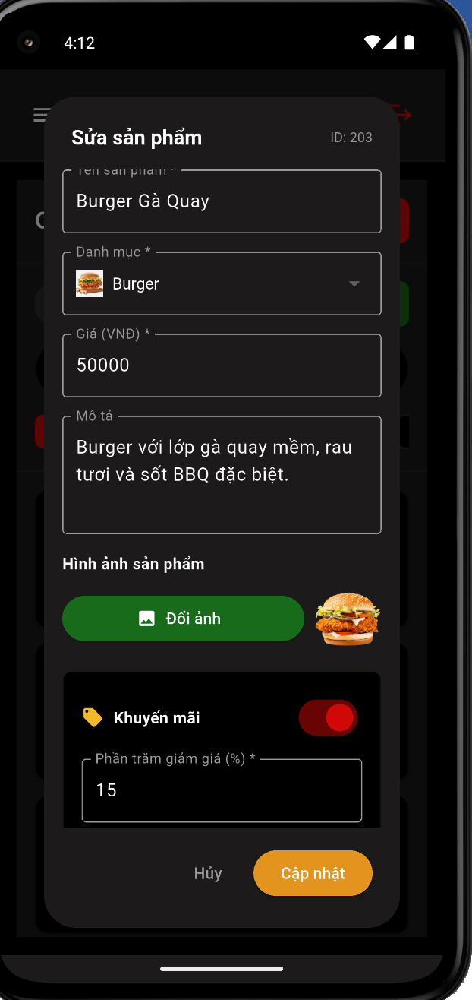 4:12
Sửa sản phẩm
ID: 203
Tên sản phẩm *
Burger Gà Quay
Danh mục *
Burger
Giá (VNĐ) *
50000
Mô tả
Burger với lớp gà quay mềm, rau
tươi và sốt BBQ đặc biệt.
Hình ảnh sản phẩm
Đổi ảnh
Khuyến mãi
Phần trăm giảm giá (%) *
15
Hủy
Cập nhật